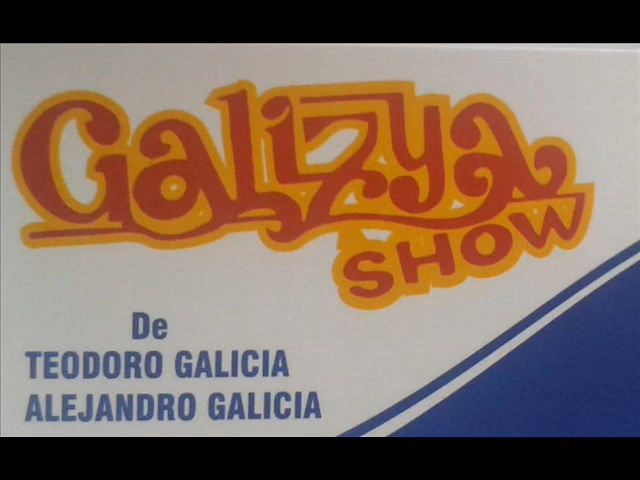 GALIZYA
SHOW
De
TEODORO GALICIA
ALEJANDRO GALICIA